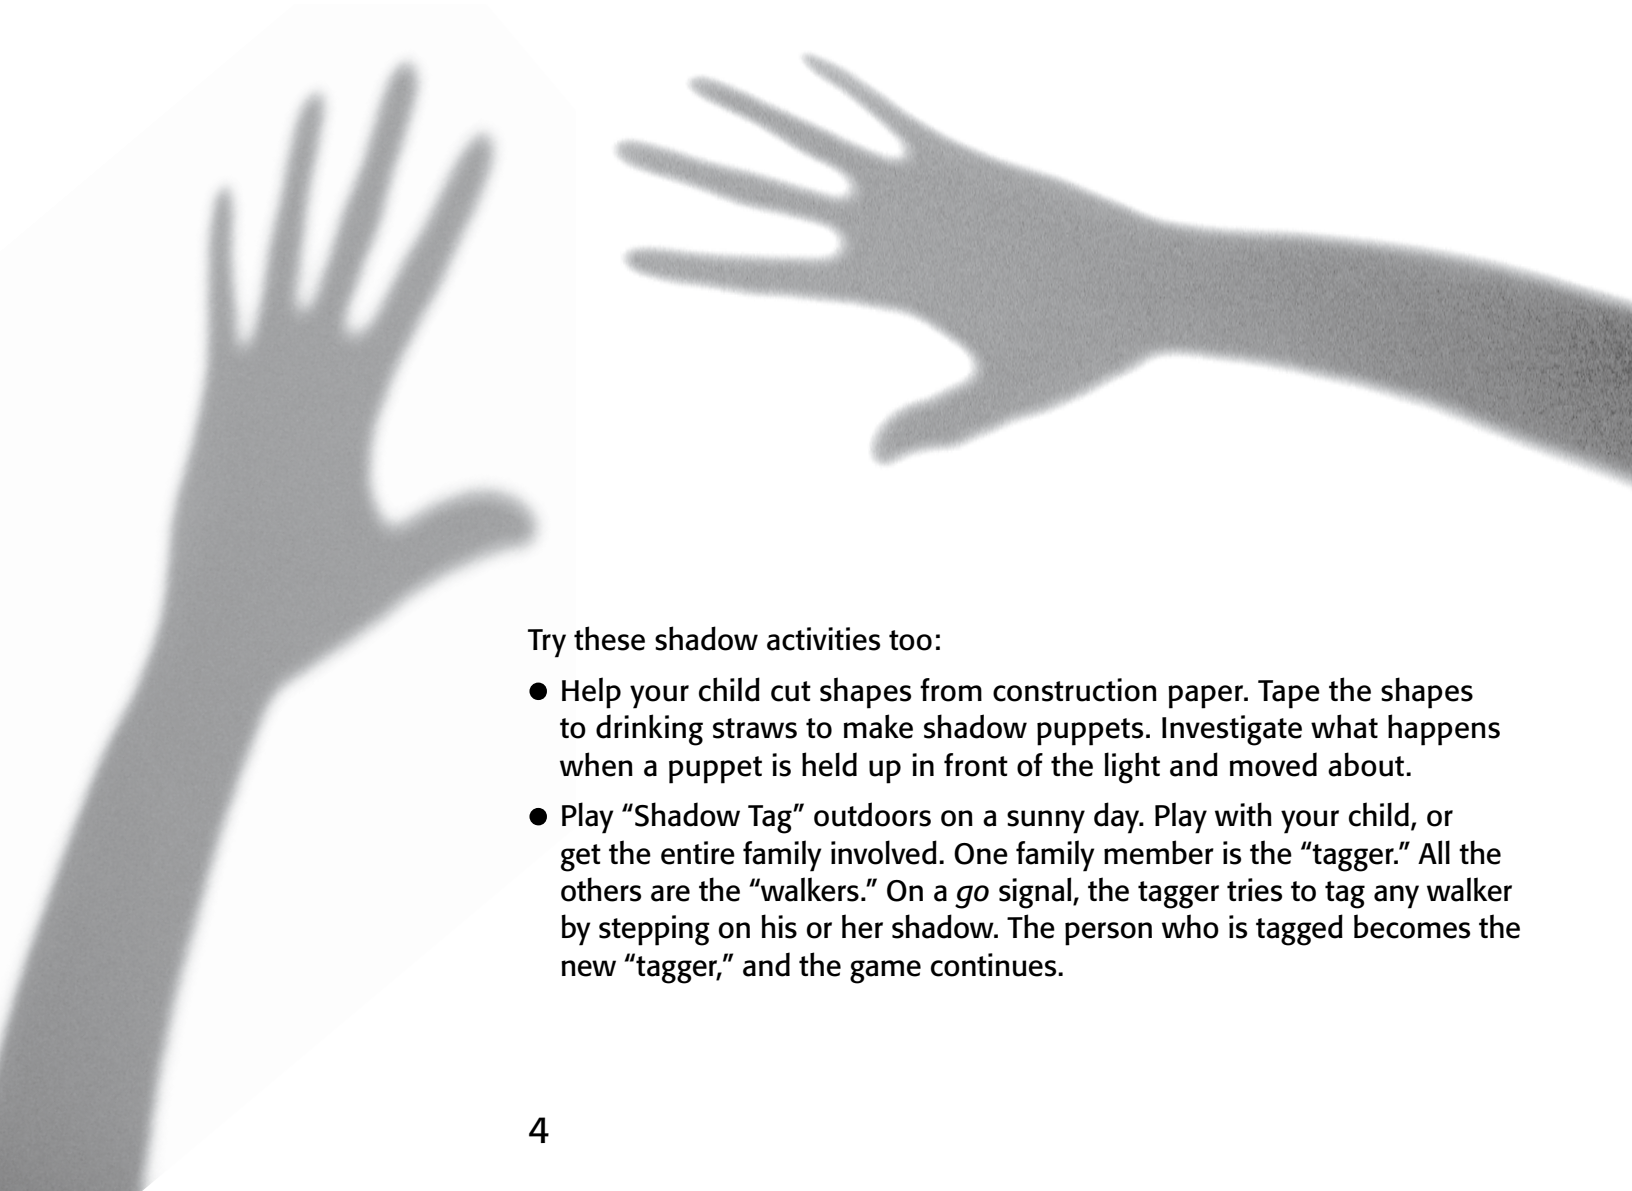 Try these shadow activities too:
● Help your child cut shapes from construction paper. Tape the shapes
to drinking straws to make shadow puppets. Investigate what happens
when a puppet is held up in front of the light and moved about.
● Play “Shadow Tag” outdoors on a sunny day. Play with your child, or
get the entire family involved. One family member is the “tagger.” All the
others are the “walkers.” On a go signal, the tagger tries to tag any walker
by stepping on his or her shadow. The person who is tagged becomes the
new “tagger,” and the game continues.
4